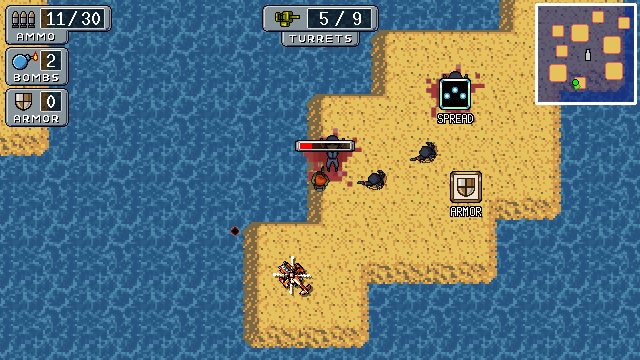 11/30
AMMO
2
BOMBS
0
ARMOR
5 / 9
TURRETS
SPREAD
ARMOR